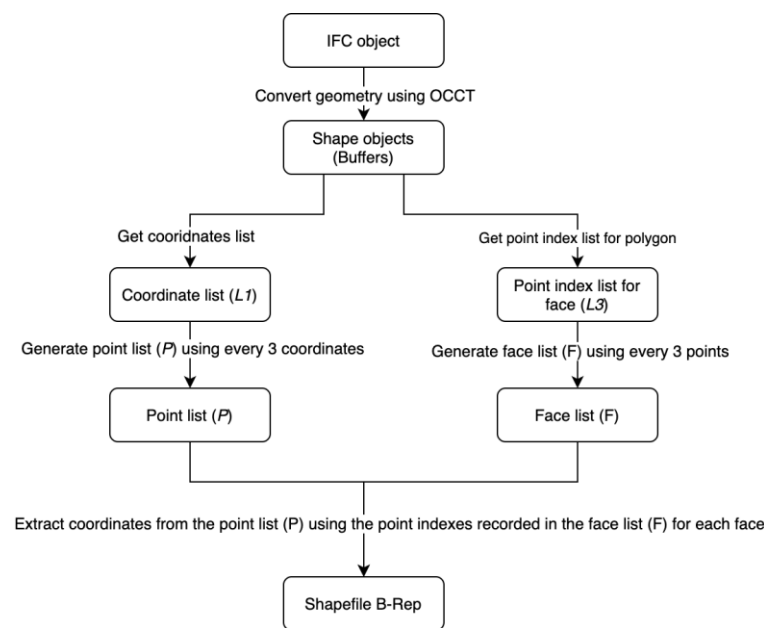 IFC object
Convert geometry using OCCT
Shape objects
(Buffers)
Get cooridnates list
Get point index list for polygon
Coordinate list (L1)
Point index list for
face (L3)
Generate point list (P) using every 3 coordinates
Generate face list (F) using every 3 points
Point list (P)
Face list (F)
Extract coordinates from the point list (P) using the point indexes recorded in the face list (F) for each face
Shapefile B-Rep